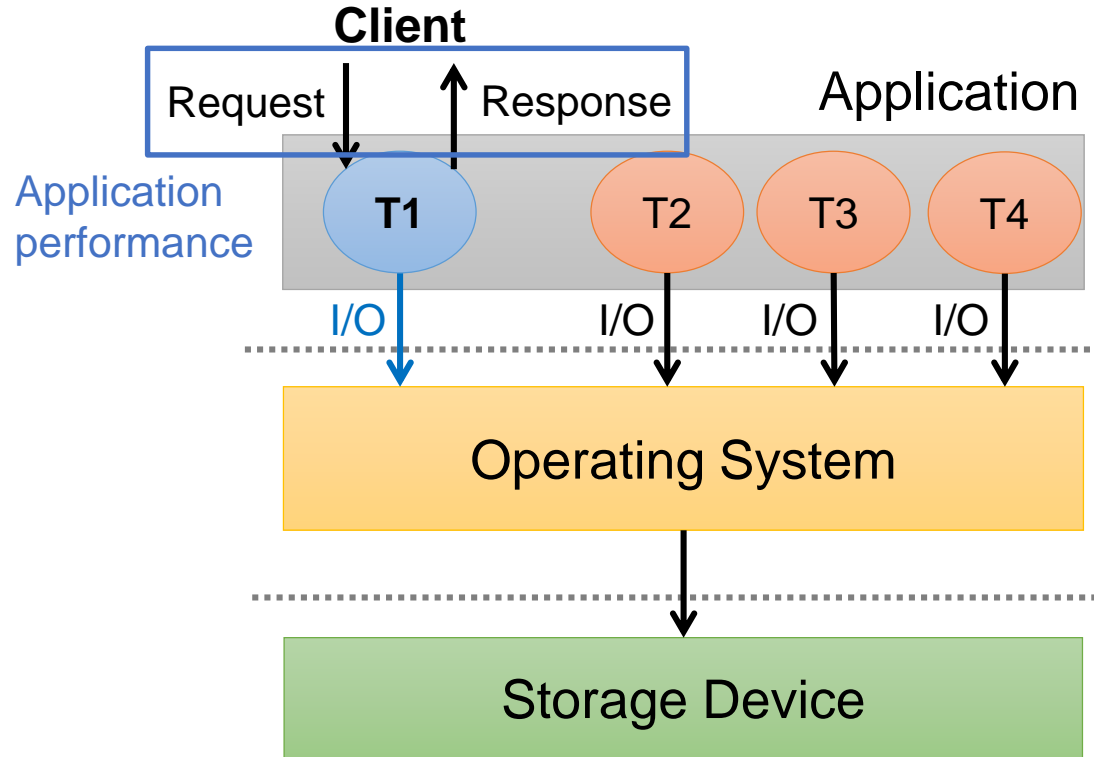 Client
Request
Response
Application
Application
performance
T1
T2
T3
T4
I/O
I/O
I/O
I/O
Operating System
Storage Device